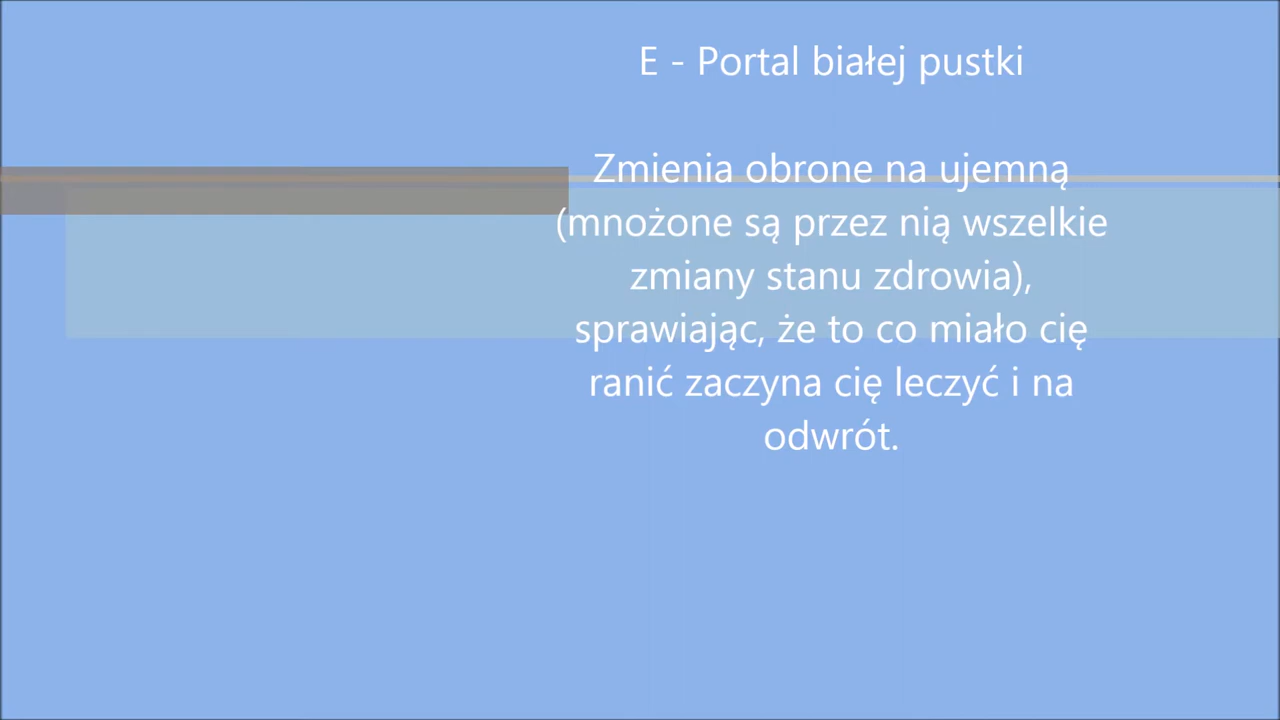 E - Portal białej pustki
Zmienia obrone na ujemną
(mnożone są przez nią wszelkie
zmiany stanu zdrowia),
sprawiając, że to co miało cię
ranić zaczyna cię leczyć i na
odwrót.